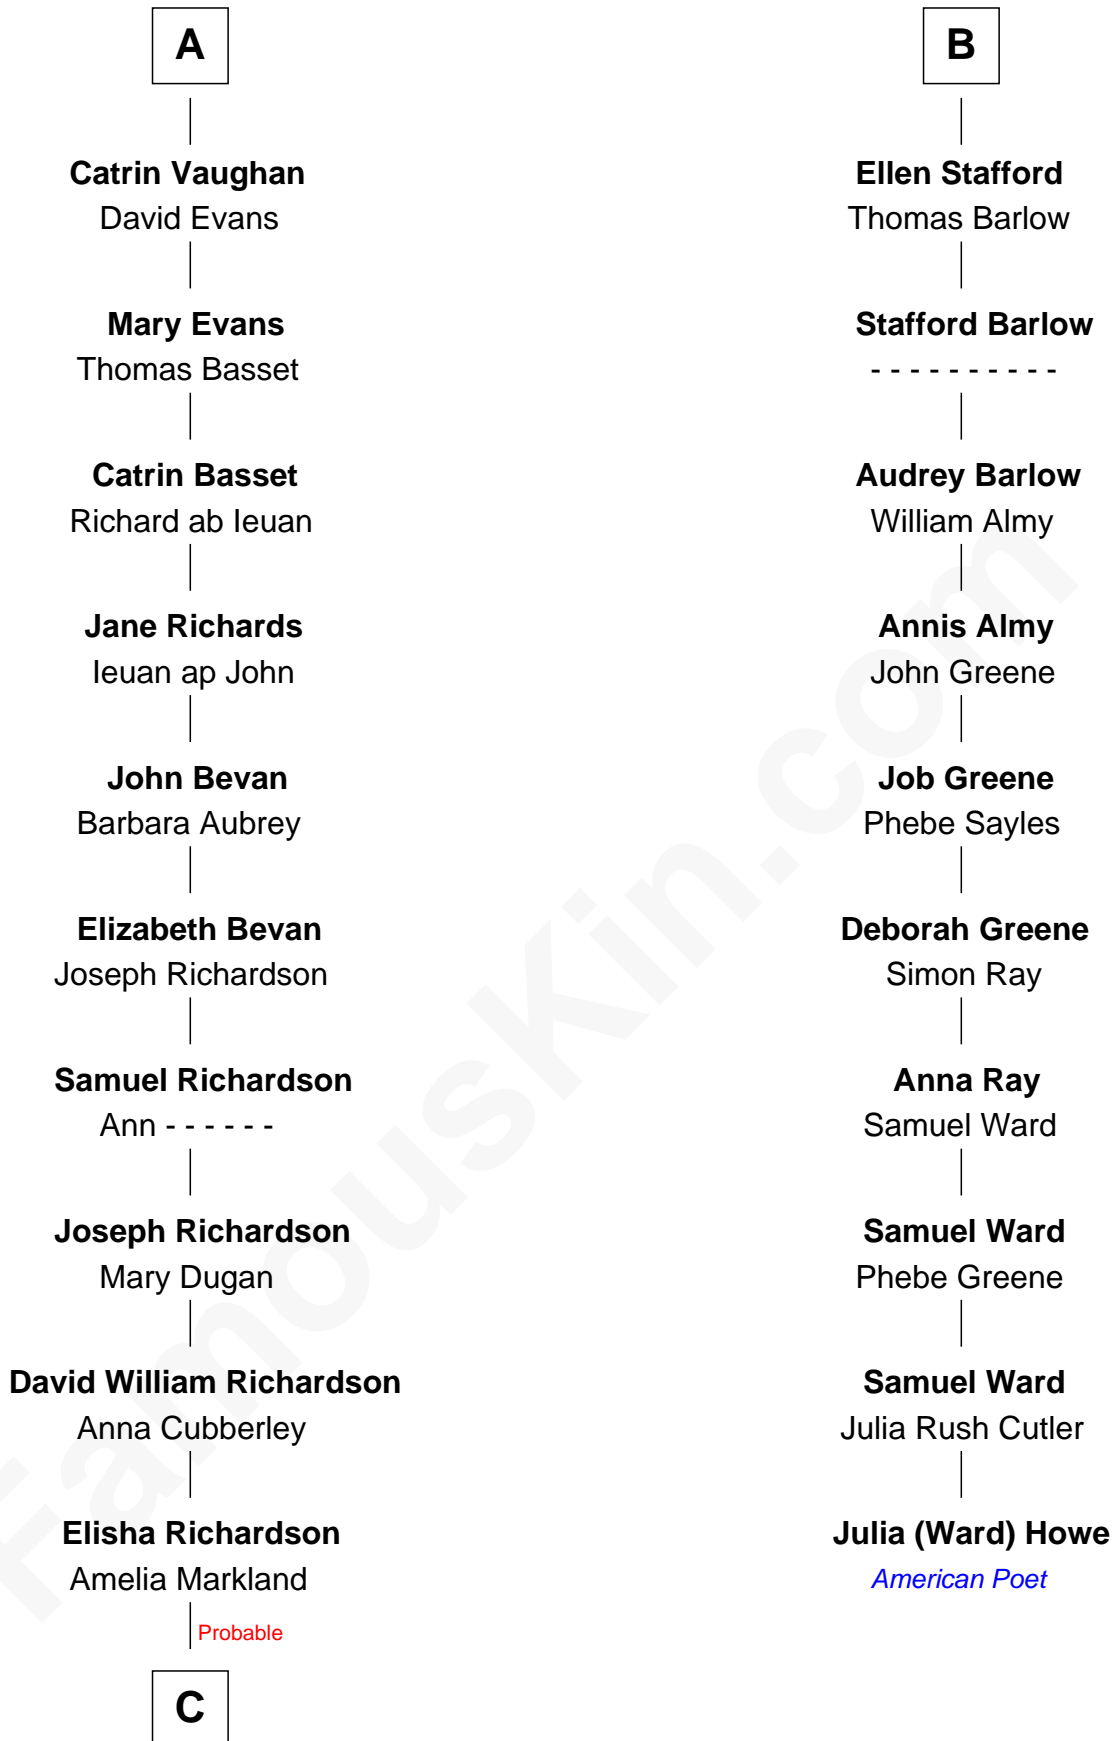 A
Catrin Vaughan
David Evans
Mary Evans
Thomas Basset
Catrin Basset
Richard ab Ieuan
Jane Richards
Ieuan ap John
John Bevan
Barbara Aubrey
Elizabeth Bevan
Joseph Richardson
Samuel Richardson
Ann - - - - - -
Joseph Richardson
Mary Dugan
David William Richardson
Anna Cubberley
Elisha Richardson
Amelia Markland
Probable
C
B
Ellen Stafford
Thomas Barlow
Stafford Barlow
- - - - - - - - - -
Audrey Barlow
William Almy
Annis Almy
John Greene
Job Greene
Phebe Sayles
Deborah Greene
Simon Ray
Anna Ray
Samuel Ward
Samuel Ward
Phebe Greene
Samuel Ward
Julia Rush Cutler
Julia (Ward) Howe
American Poet
FamousKin.com